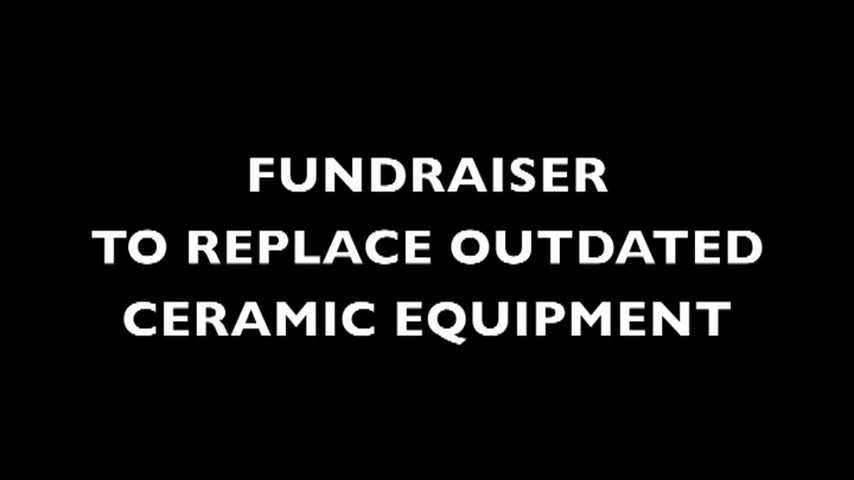 FUNDRAISER
TO REPLACE OUTDATED
CERAMIC EQUIPMENT